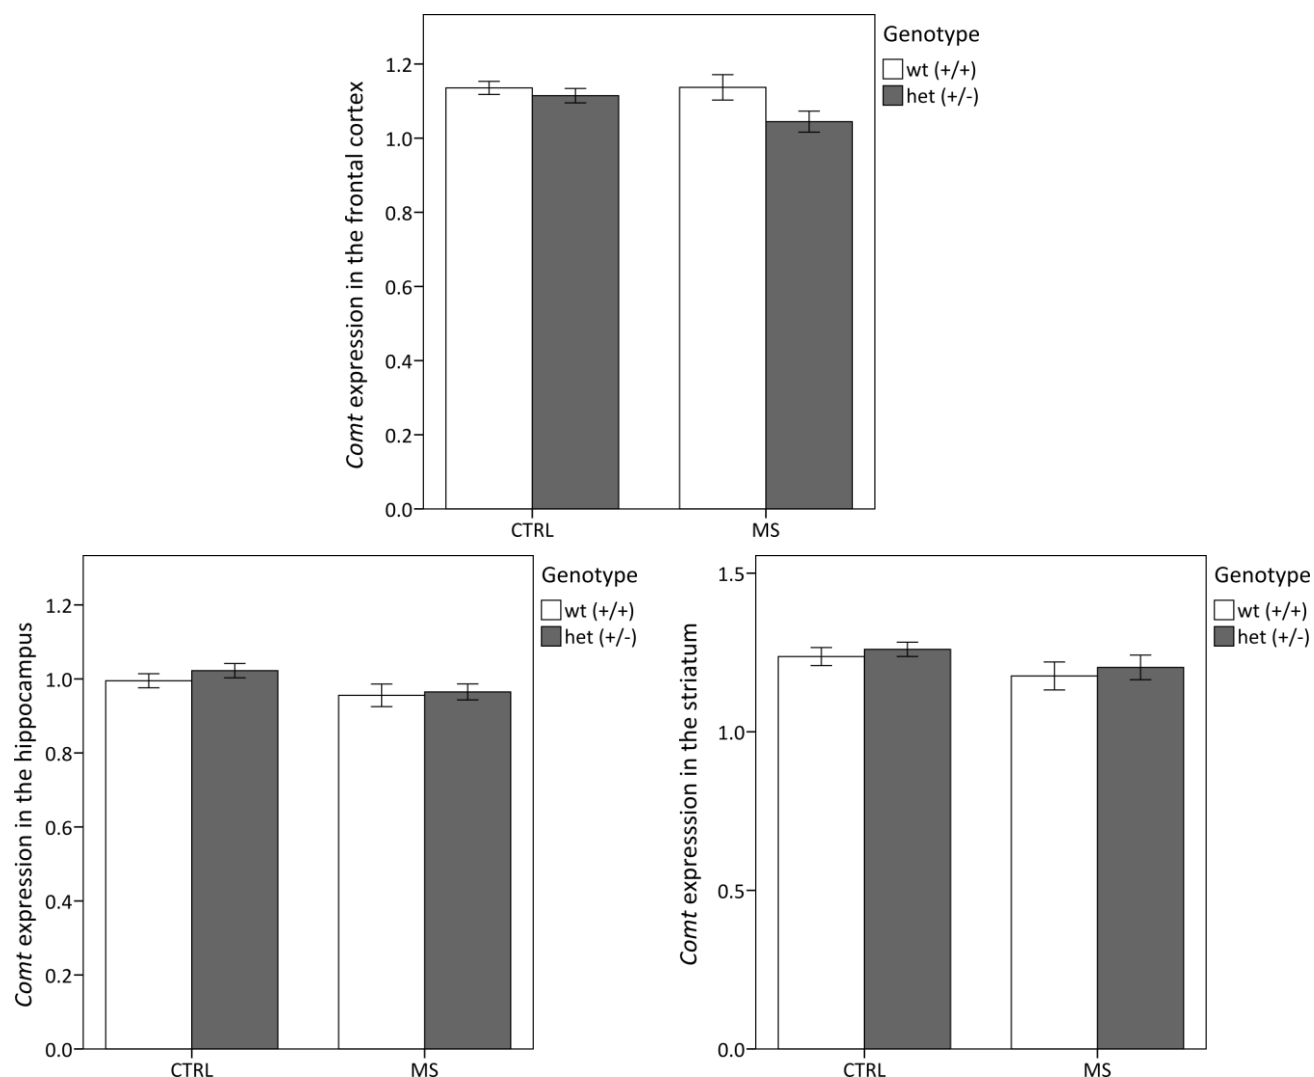 Genotype
wt (+/+)
het (+/-)
Comt expression in the frontal cortex
1.2
1.0
0.8
0.6
0.4
0.2
0.0
CTRL MS
Genotype
wt (+/+)
het (+/-)
Comt expression in the hippocampus
1.2
1.0
0.8
0.6
0.4
0.2
0.0
CTRL MS
Genotype
wt (+/+)
het (+/-)
Comt expresssion in the striatum
1.5
1.0
0.5
0.0
CTRL MS